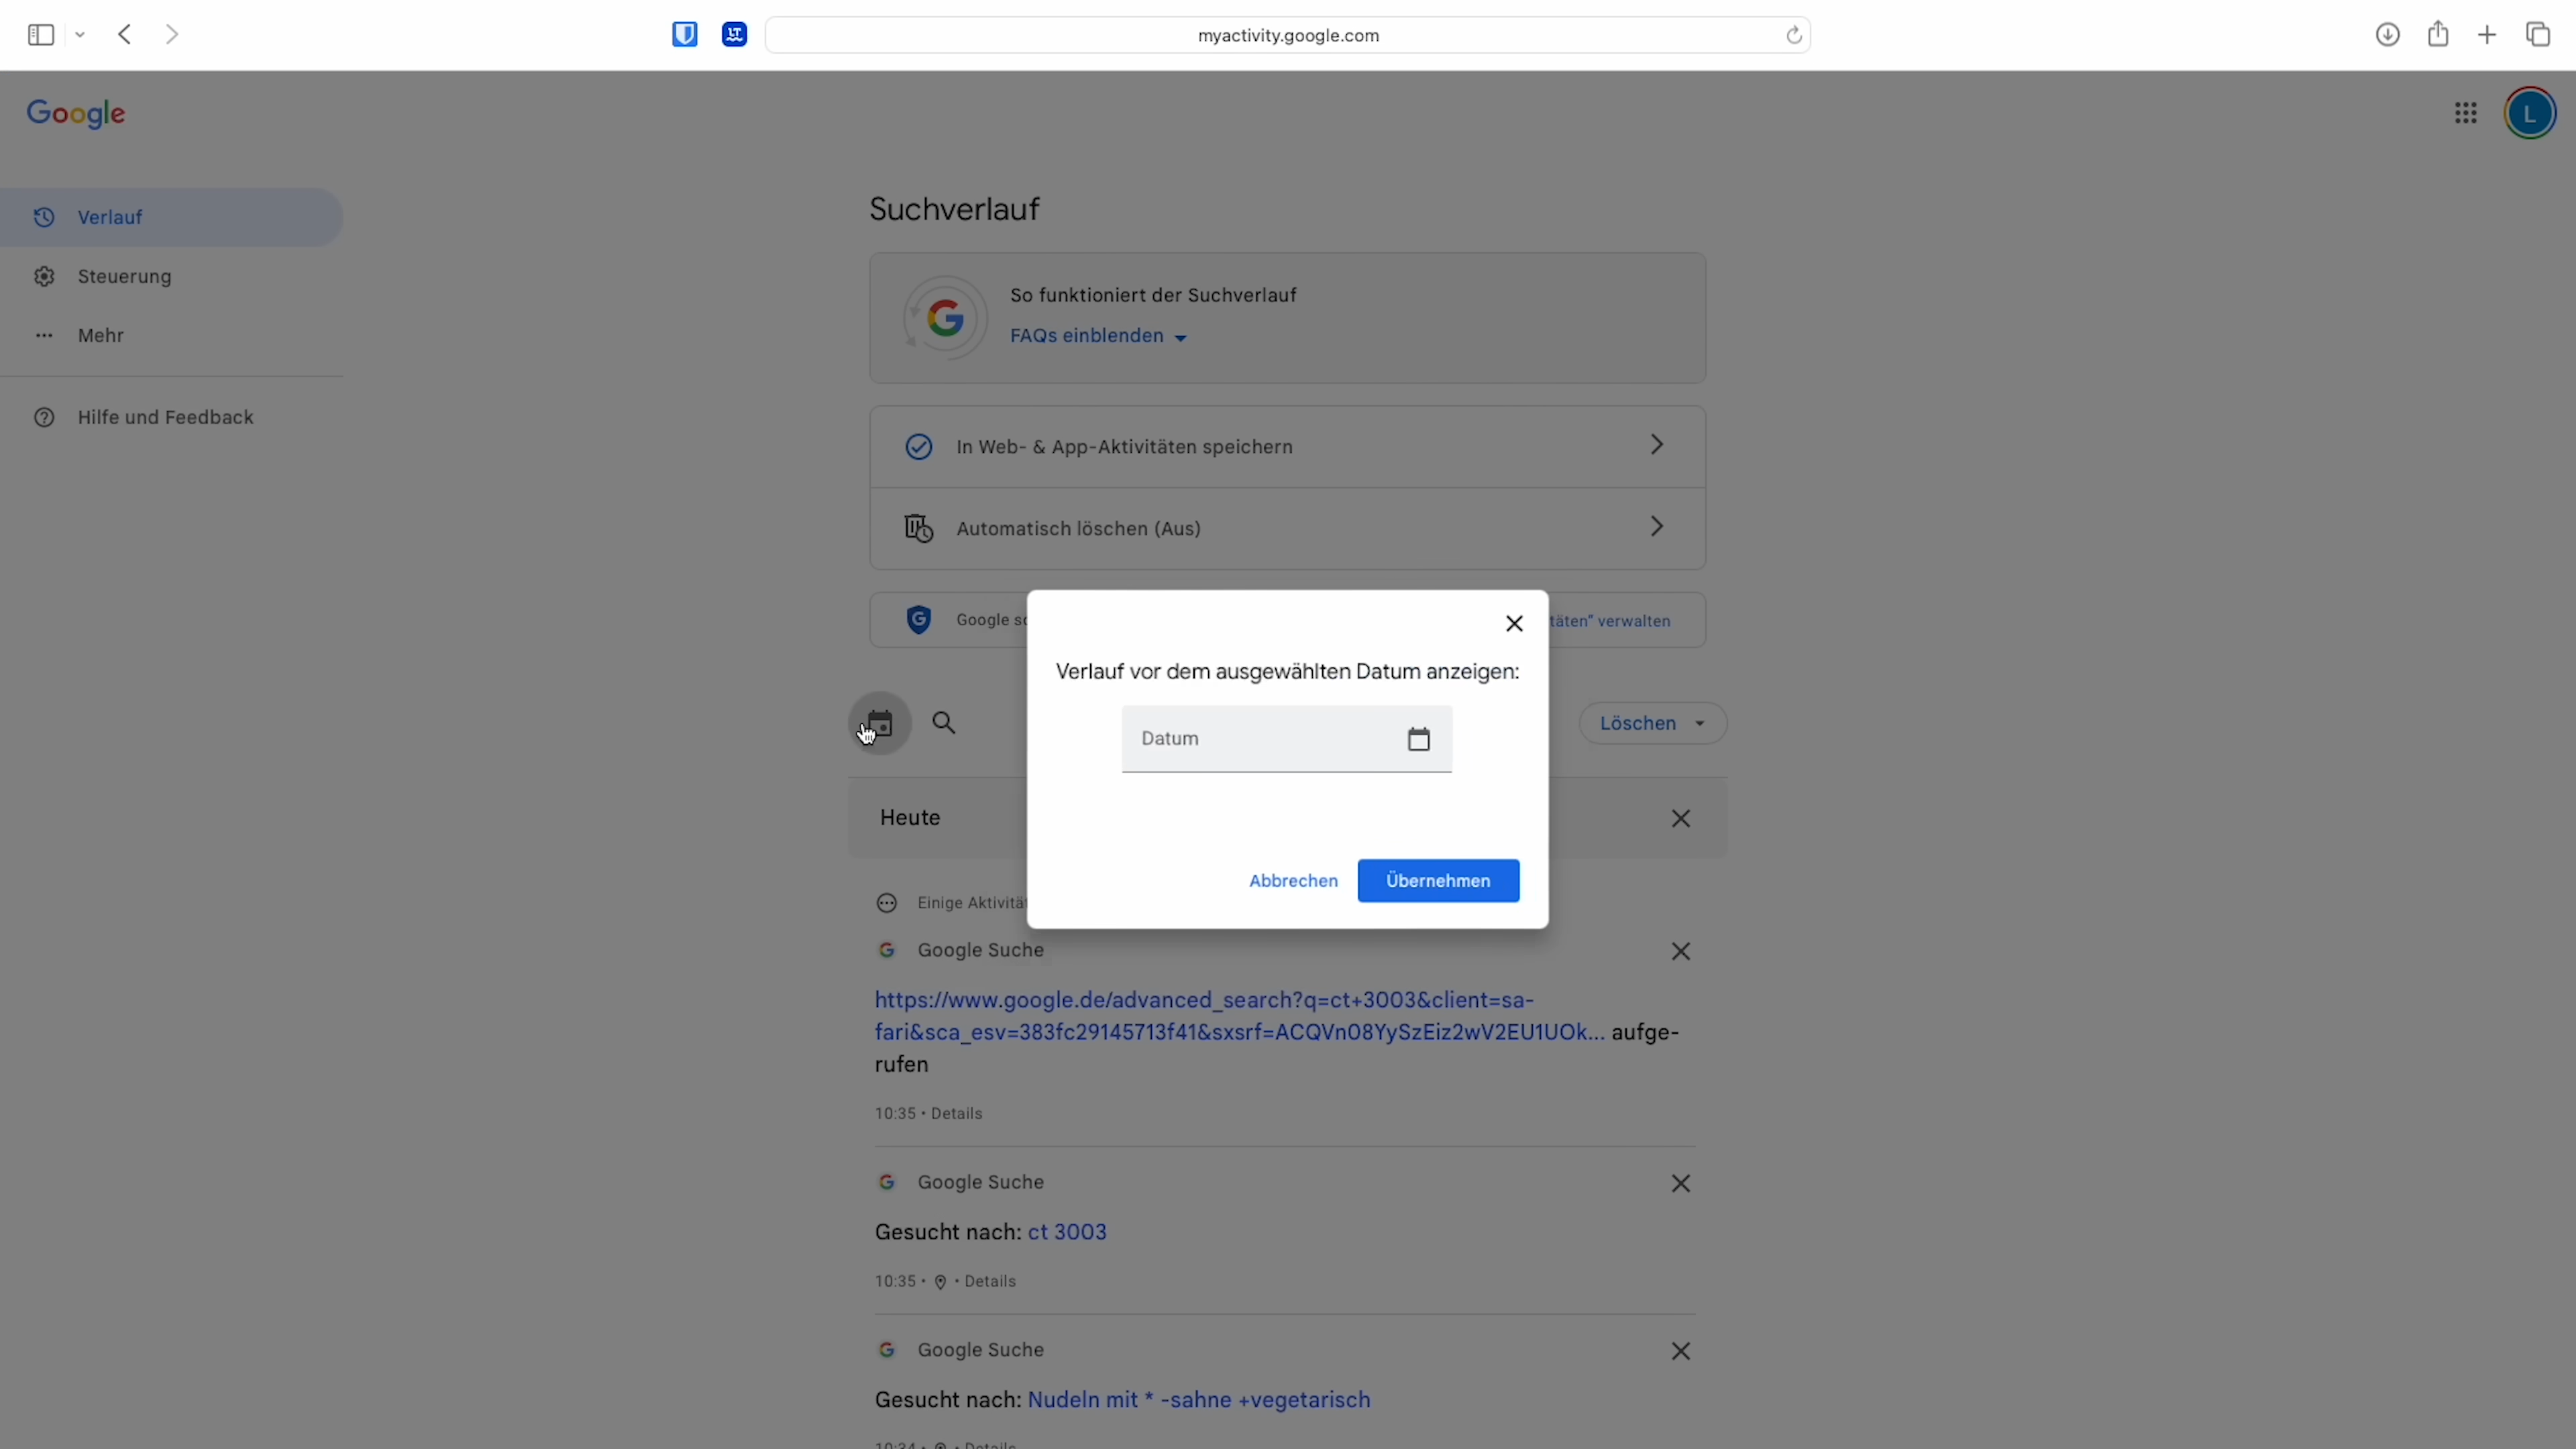 myactivity.google.com
Google
L
Verlauf
Steuerung
Mehr
Hilfe und Feedback
Suchverlauf
So funktioniert der Suchverlauf
FAQs einblenden
In Web- & App-Aktivitäten speichern
Automatisch löschen (Aus)
Google
täten" verwalten
Verlauf vor dem ausgewählten Datum anzeigen:
Datum
Abbrechen
Übernehmen
Löschen
Heute
Einige
Google Suche
https://www.google.de/advanced_search?q=ct+3003&client=sa-
fari&sca_esv=383fc29145713f41&sxsrf=ACQVn08YySzEiz2wV2EU1UOk... aufge-
rufen
10:35 • Details
Google Suche
Gesucht nach: ct 3003
10:35 • • Details
Google Suche
Gesucht nach: Nudeln mit * -sahne +vegetarisch
10:34 • • Details